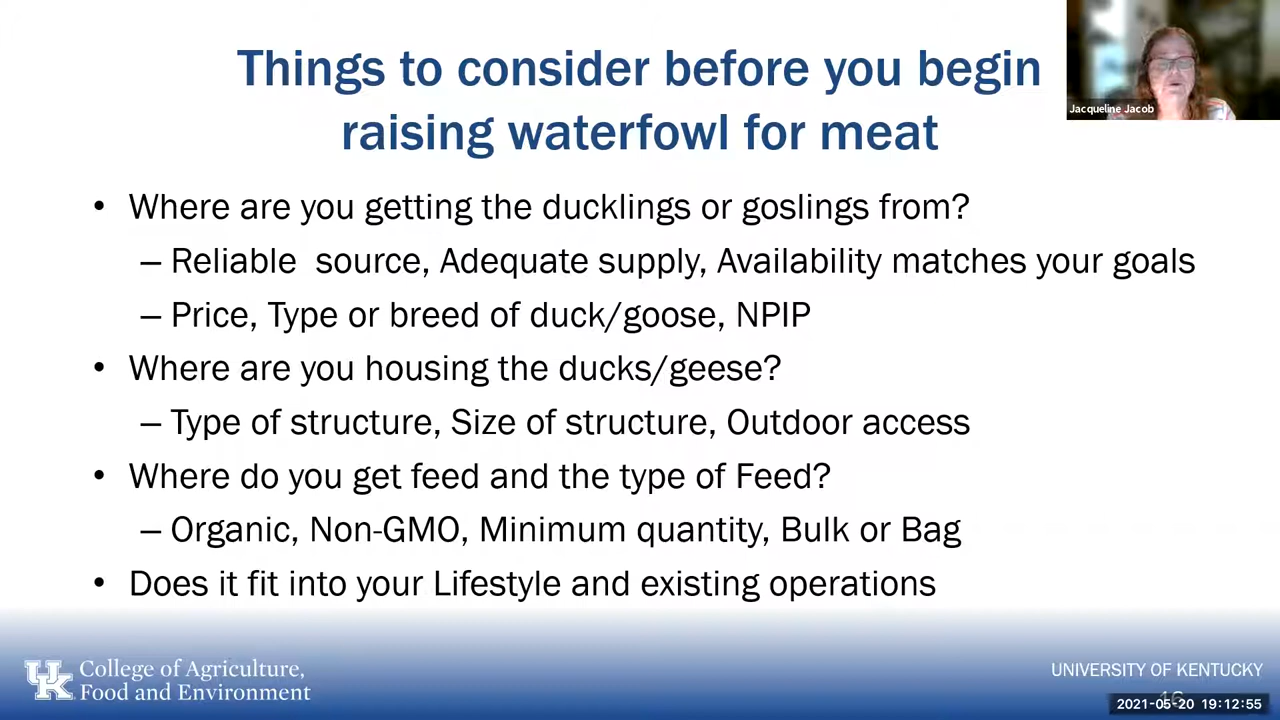 Things to consider before you begin
raising waterfowl for meat
Jacqueline Jacob
• Where are you getting the ducklings or goslings from?
– Reliable source, Adequate supply, Availability matches your goals
– Price, Type or breed of duck/goose, NPIP
• Where are you housing the ducks/geese?
– Type of structure, Size of structure, Outdoor access
• Where do you get feed and the type of Feed?
– Organic, Non-GMO, Minimum quantity, Bulk or Bag
• Does it fit into your Lifestyle and existing operations
UK College of Agriculture,
Food and Environment
UNIVERSITY OF KENTUCKY
16
2021-05-20 19:12:55